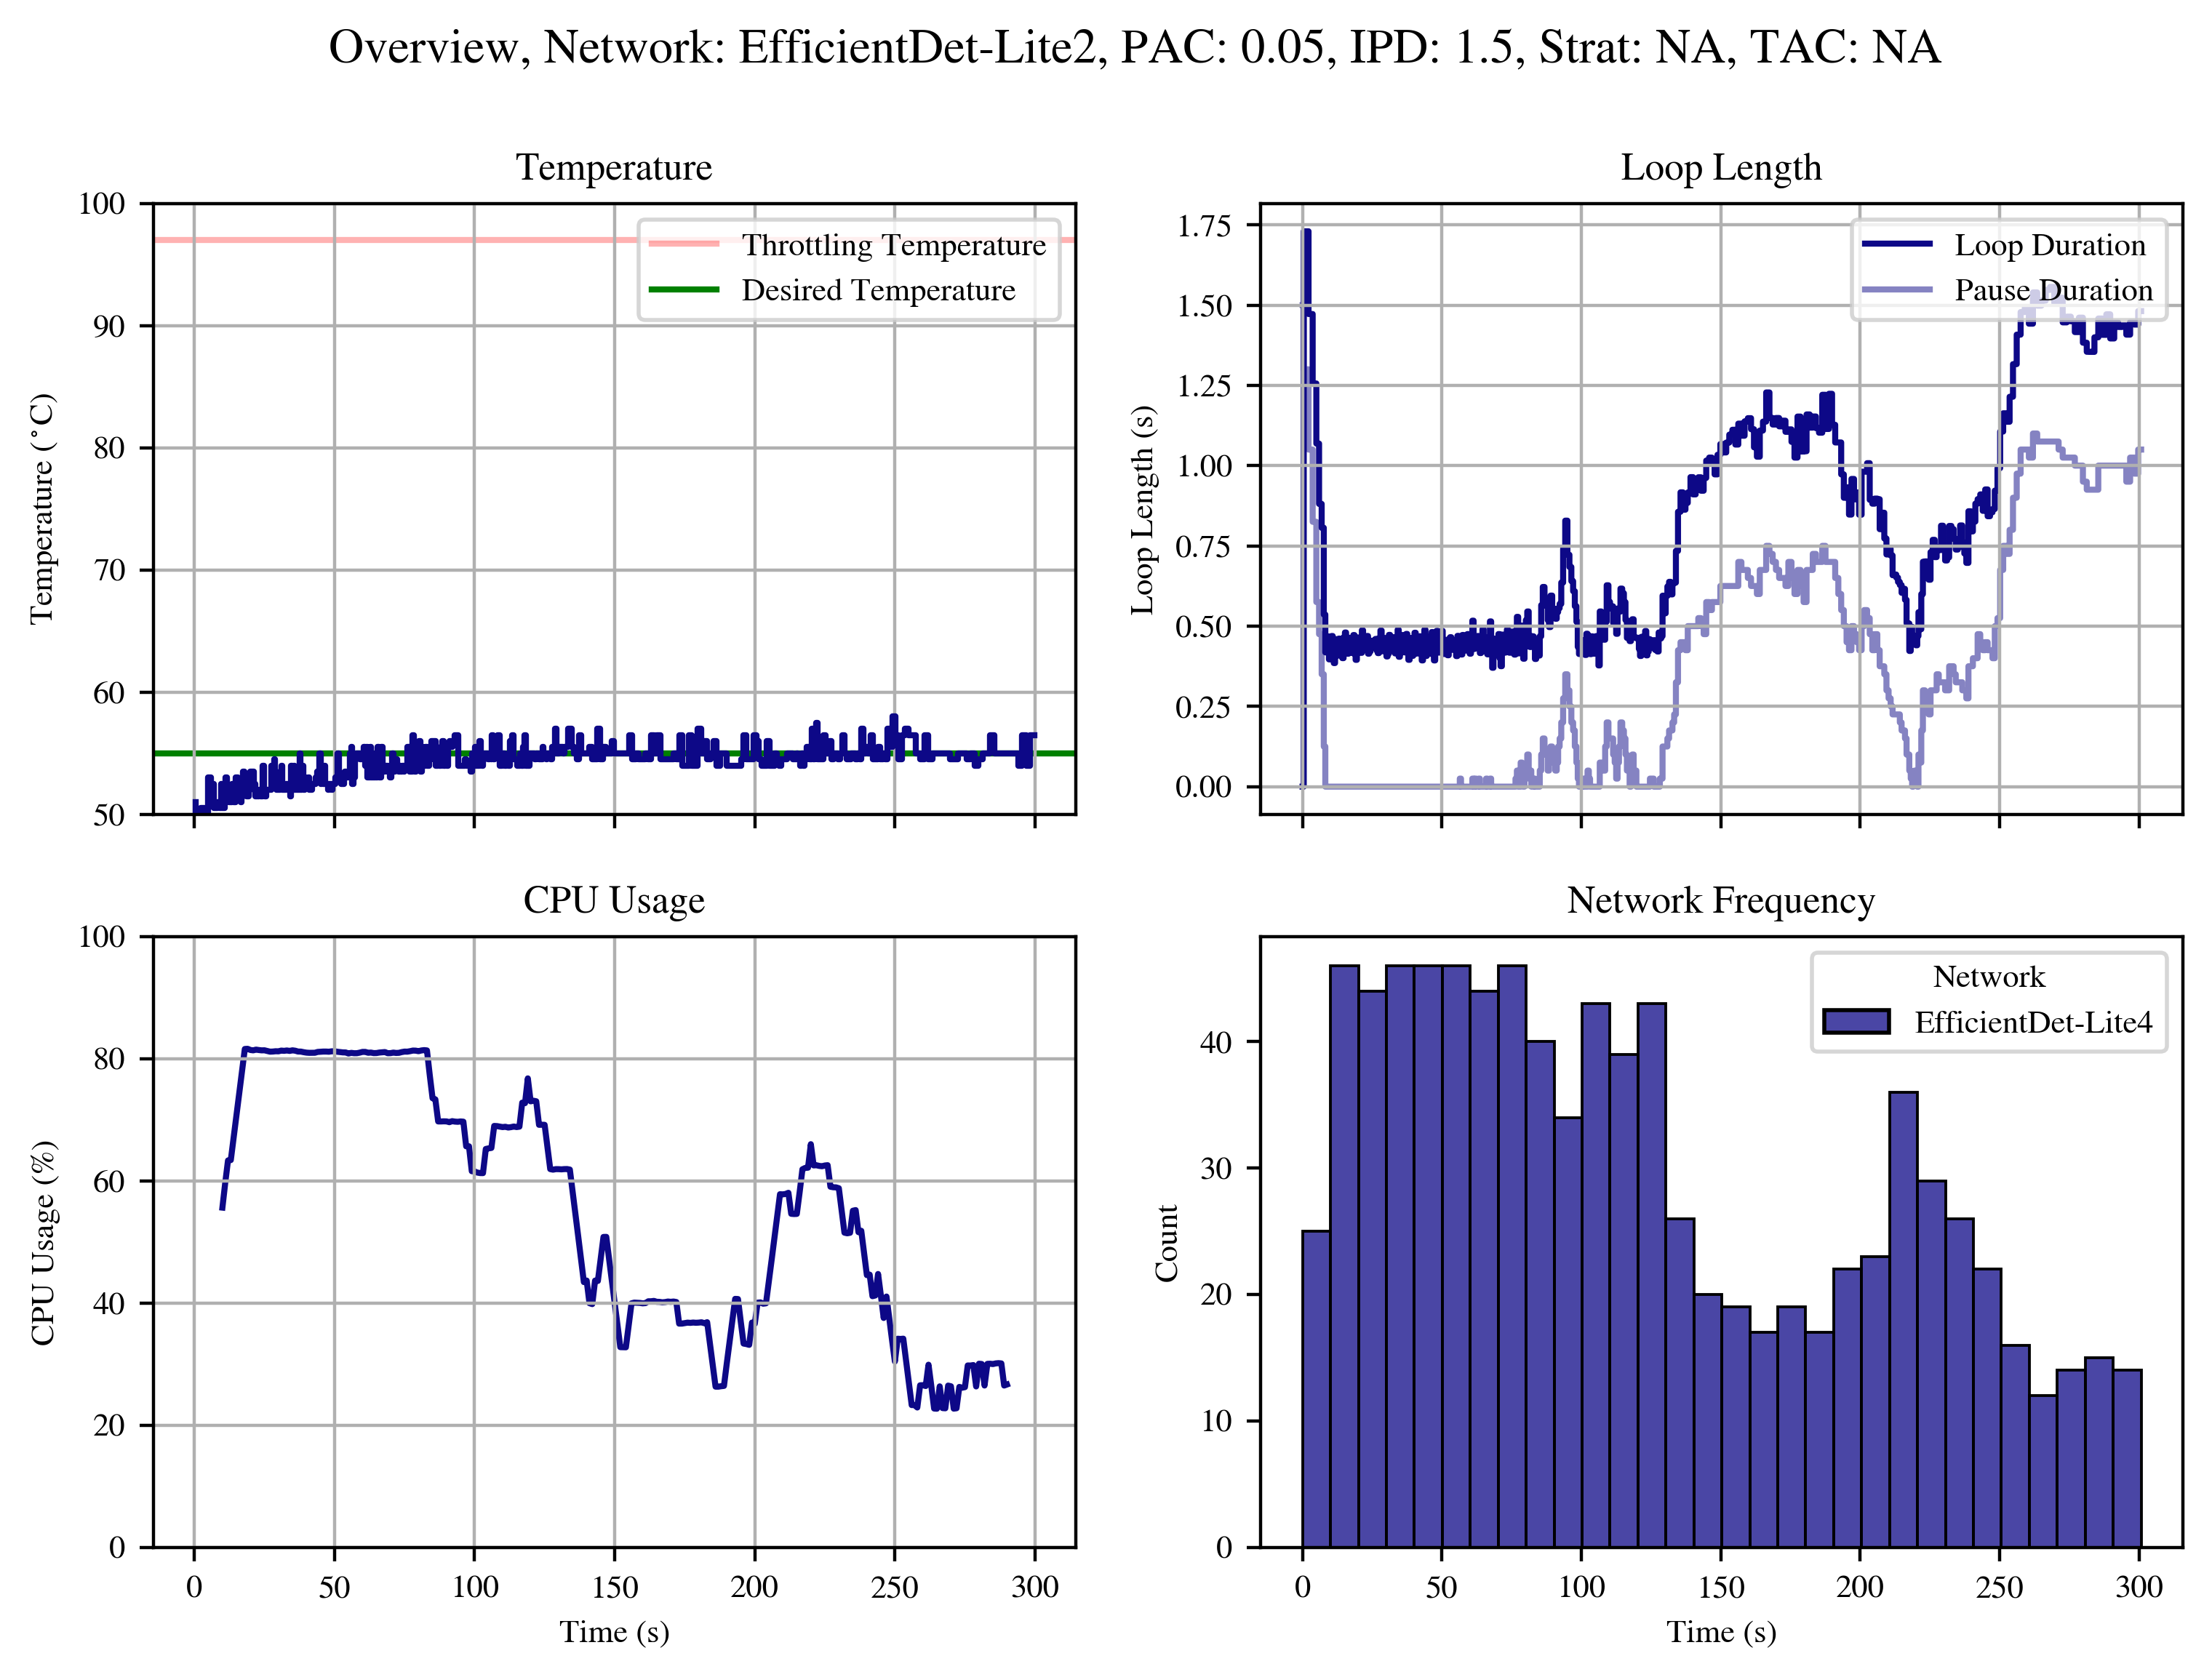 Overview, Network: EfficientDet-Lite2, PAC: 0.05, IPD: 1.5, Strat: NA, TAC: NA
Temperature
100
90
80
70
60
50
Temperature (°C)
Throttling Temperature
Desired Temperature
Loop Length
1.75
1.50
1.25
1.00
0.75
0.50
0.25
0.00
Loop Length (s)
Loop Duration
Pause Duration
CPU Usage
100
80
60
40
20
0
CPU Usage (%)
0 50 100 150 200 250 300
Time (s)
Network Frequency
40
30
20
10
0
Count
Network
EfficientDet-Lite4
0 50 100 150 200 250 300
Time (s)